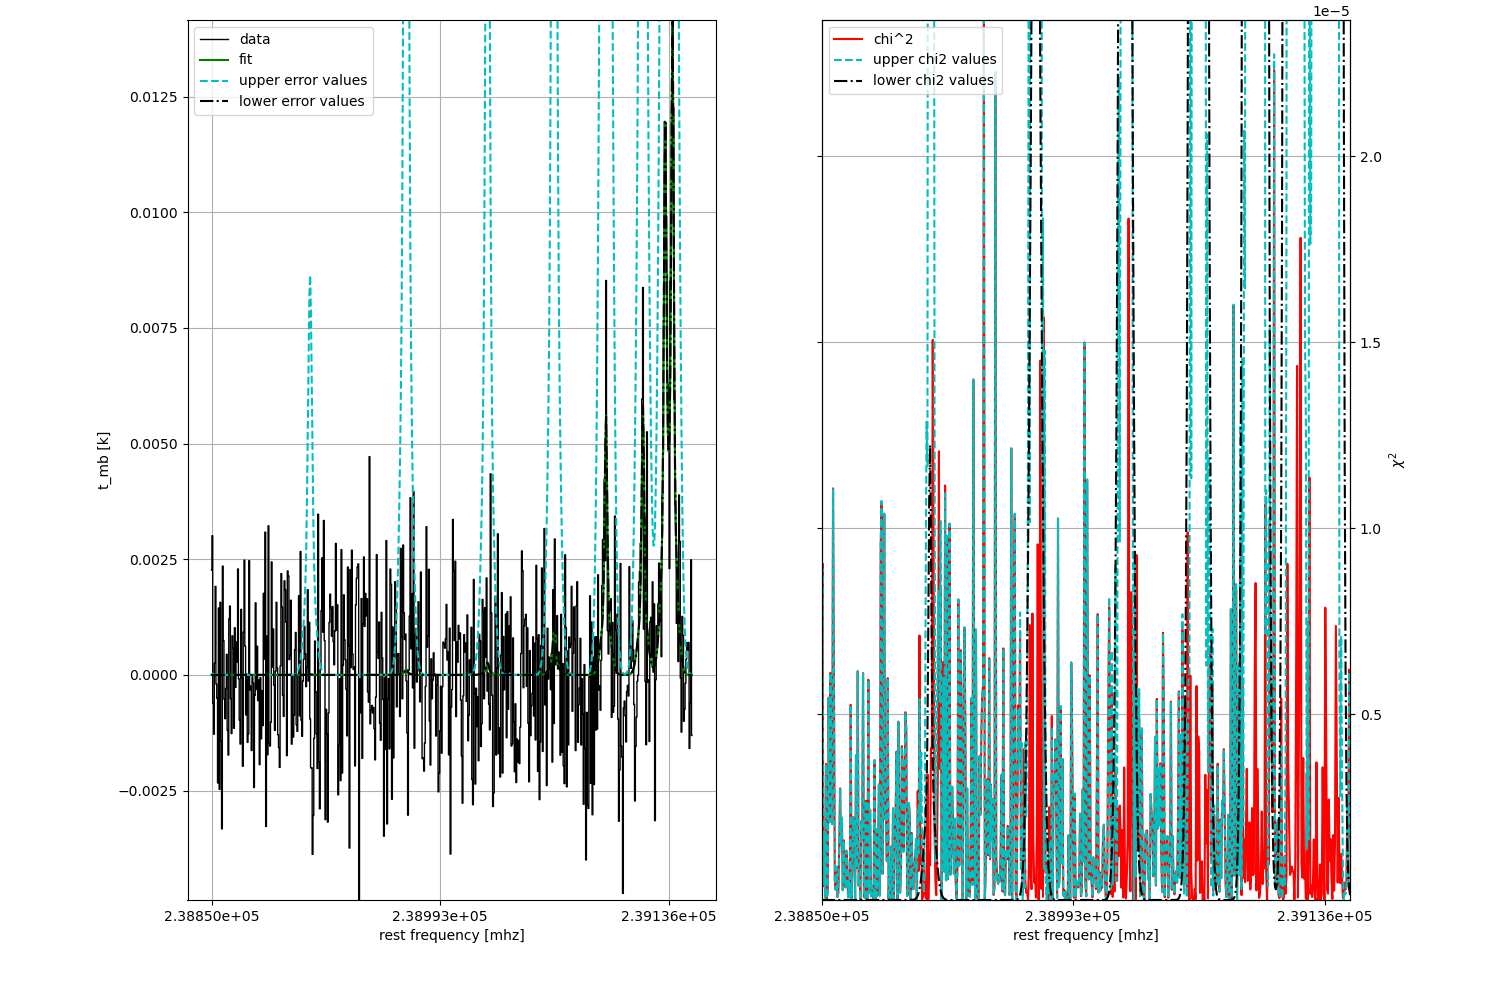 data
fit
upper error values
lower error values
0.0125
0.0100
0.0075
0.0050
0.0025
0.0000
−0.0025
t_mb [k]
2.38850e+05
2.38993e+05
2.39136e+05
rest frequency [mhz]
1e−5
chi^2
upper chi2 values
lower chi2 values
2.0
1.5
1.0
0.5
χ²
2.38850e+05
2.38993e+05
2.39136e+05
rest frequency [mhz]